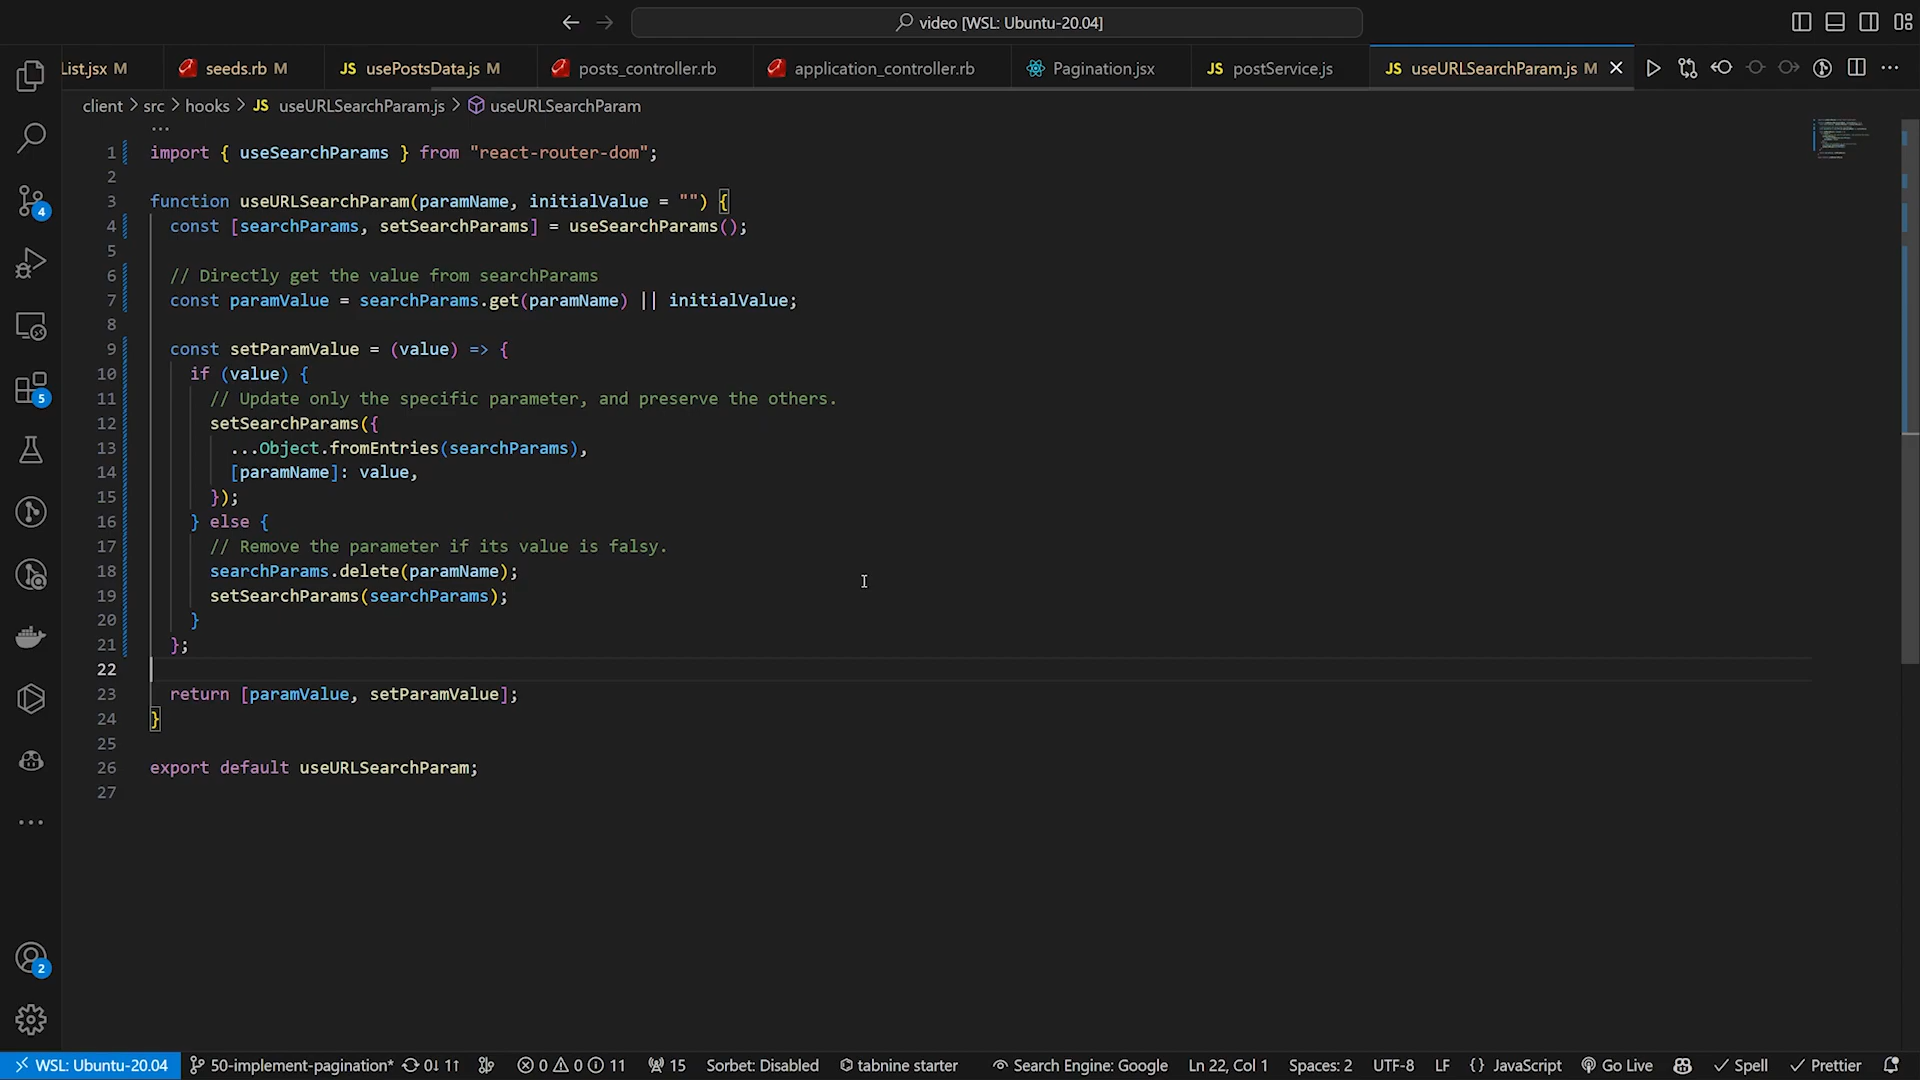 video [WSL: Ubuntu-20.04]
List.jsx M
seeds.rb M
JS usePostsData.js M
posts_controller.rb
application_controller.rb
Pagination.jsx
JS postService.js
JS useURLSearchParam.js M
client > src > hooks > JS useURLSearchParam.js > useURLSearchParam
...
1 import { useSearchParams } from "react-router-dom";
2
3 function useURLSearchParam(paramName, initialValue = "") {
4 const [searchParams, setSearchParams] = useSearchParams();
5
6 // Directly get the value from searchParams
7 const paramValue = searchParams.get(paramName) || initialValue;
8
9 const setParamValue = (value) => {
10 if (value) {
11 // Update only the specific parameter, and preserve the others.
12 setSearchParams({
13 ...Object.fromEntries(searchParams),
14 [paramName]: value,
15 });
16 } else {
17 // Remove the parameter if its value is falsy.
18 searchParams.delete(paramName);
19 setSearchParams(searchParams);
20 }
21 };
22
23 return [paramValue, setParamValue];
24 }
25
26 export default useURLSearchParam;
27
4
5
2
WSL: Ubuntu-20.04 50-implement-pagination* 0↓ 1↑ 0 0 11 15 Sorbet: Disabled tabnine starter Search Engine: Google Ln 22, Col 1 Spaces: 2 UTF-8 LF {} JavaScript Go Live Spell Prettier